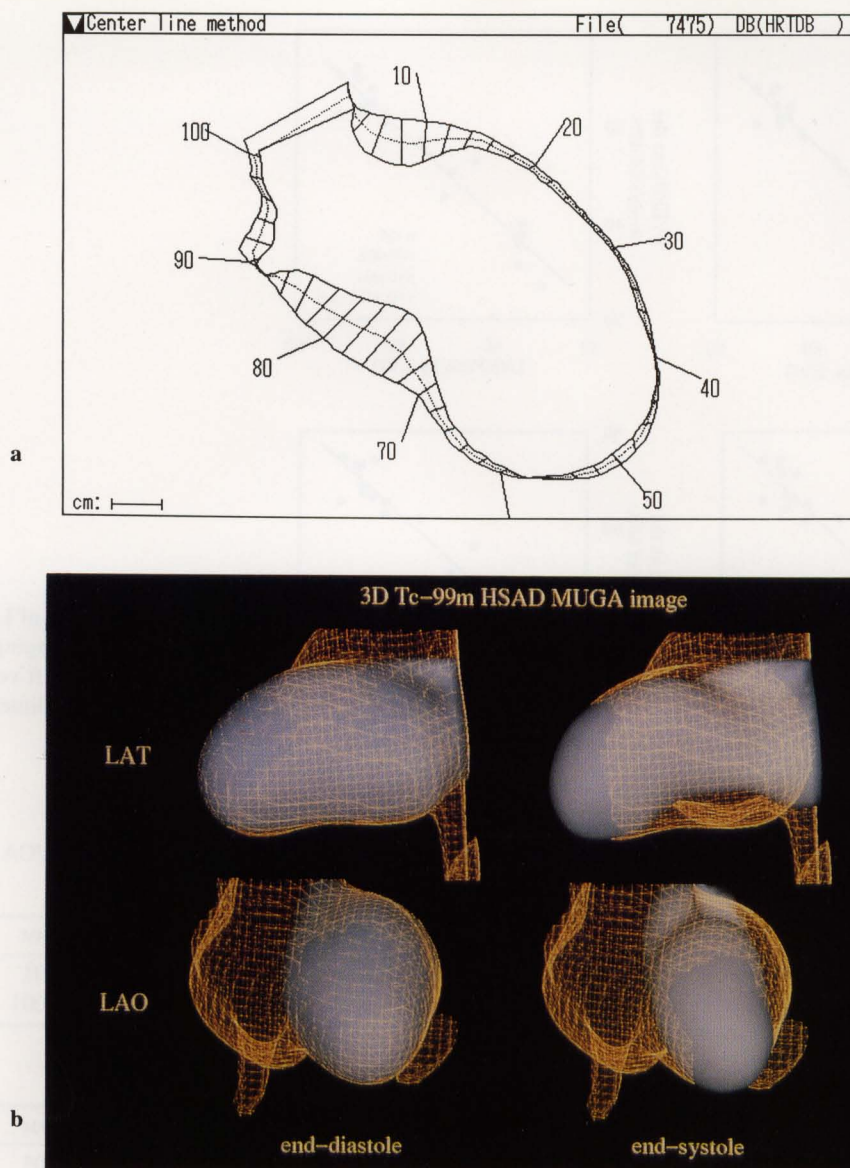 Center line method File( 7475) DB(HRTDB )
10
20
100
30
90
80
40
70
50
a
cm:
3D Tc-99m HSAD MUGA image
LAT
LAO
b
end-diastole end-systole